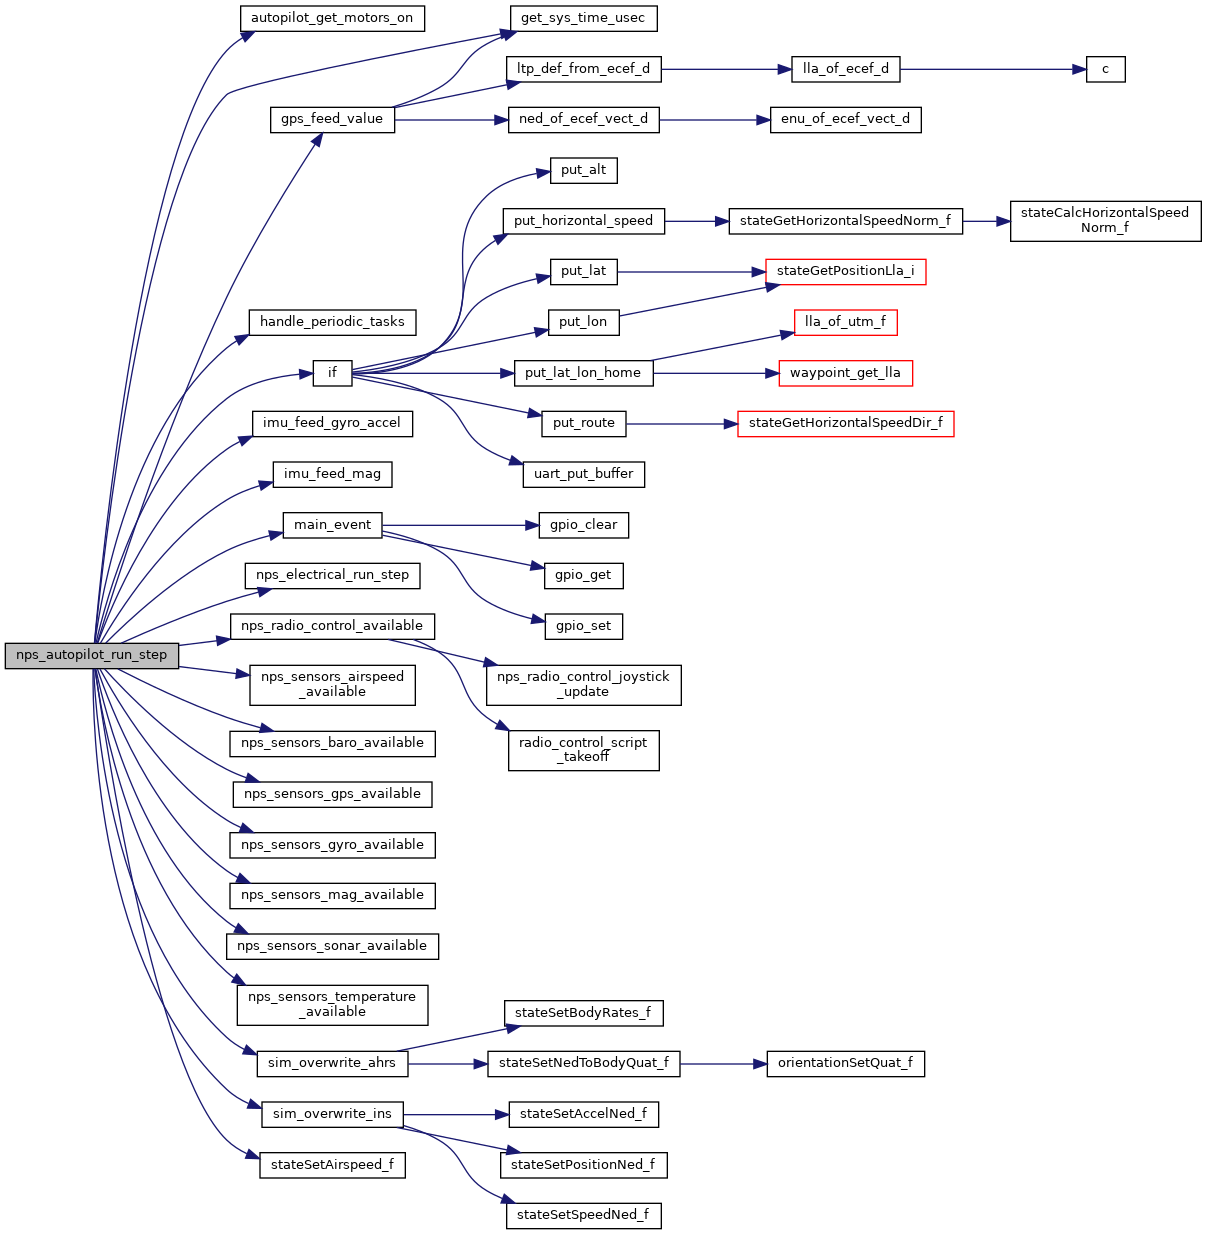 autopilot_get_motors_on
get_sys_time_usec
ltp_def_from_ecef_d
lla_of_ecef_d
c
gps_feed_value
ned_of_ecef_vect_d
enu_of_ecef_vect_d
put_alt
put_horizontal_speed
stateGetHorizontalSpeedNorm_f
stateCalcHorizontalSpeed
Norm_f
put_lat
stateGetPositionLla_i
handle_periodic_tasks
put_lon
lla_of_utm_f
if
put_lat_lon_home
waypoint_get_lla
imu_feed_gyro_accel
put_route
stateGetHorizontalSpeedDir_f
imu_feed_mag
uart_put_buffer
main_event
gpio_clear
nps_electrical_run_step
gpio_get
nps_radio_control_available
gpio_set
nps_autopilot_run_step
nps_sensors_airspeed
_available
nps_radio_control_joystick
_update
nps_sensors_baro_available
radio_control_script
_takeoff
nps_sensors_gps_available
nps_sensors_gyro_available
nps_sensors_mag_available
nps_sensors_sonar_available
nps_sensors_temperature
_available
stateSetBodyRates_f
sim_overwrite_ahrs
stateSetNedToBodyQuat_f
orientationSetQuat_f
sim_overwrite_ins
stateSetAccelNed_f
stateSetAirspeed_f
stateSetPositionNed_f
stateSetSpeedNed_f